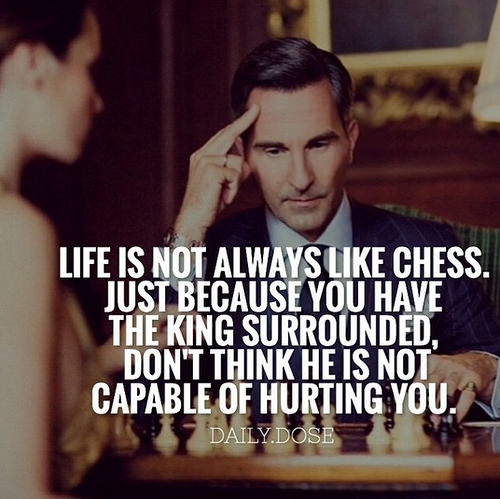 LIFE IS NOT ALWAYS LIKE CHESS.
JUST BECAUSE YOU HAVE
THE KING SURROUNDED,
DON'T THINK HE IS NOT
CAPABLE OF HURTING YOU.
DAILY.DOSE